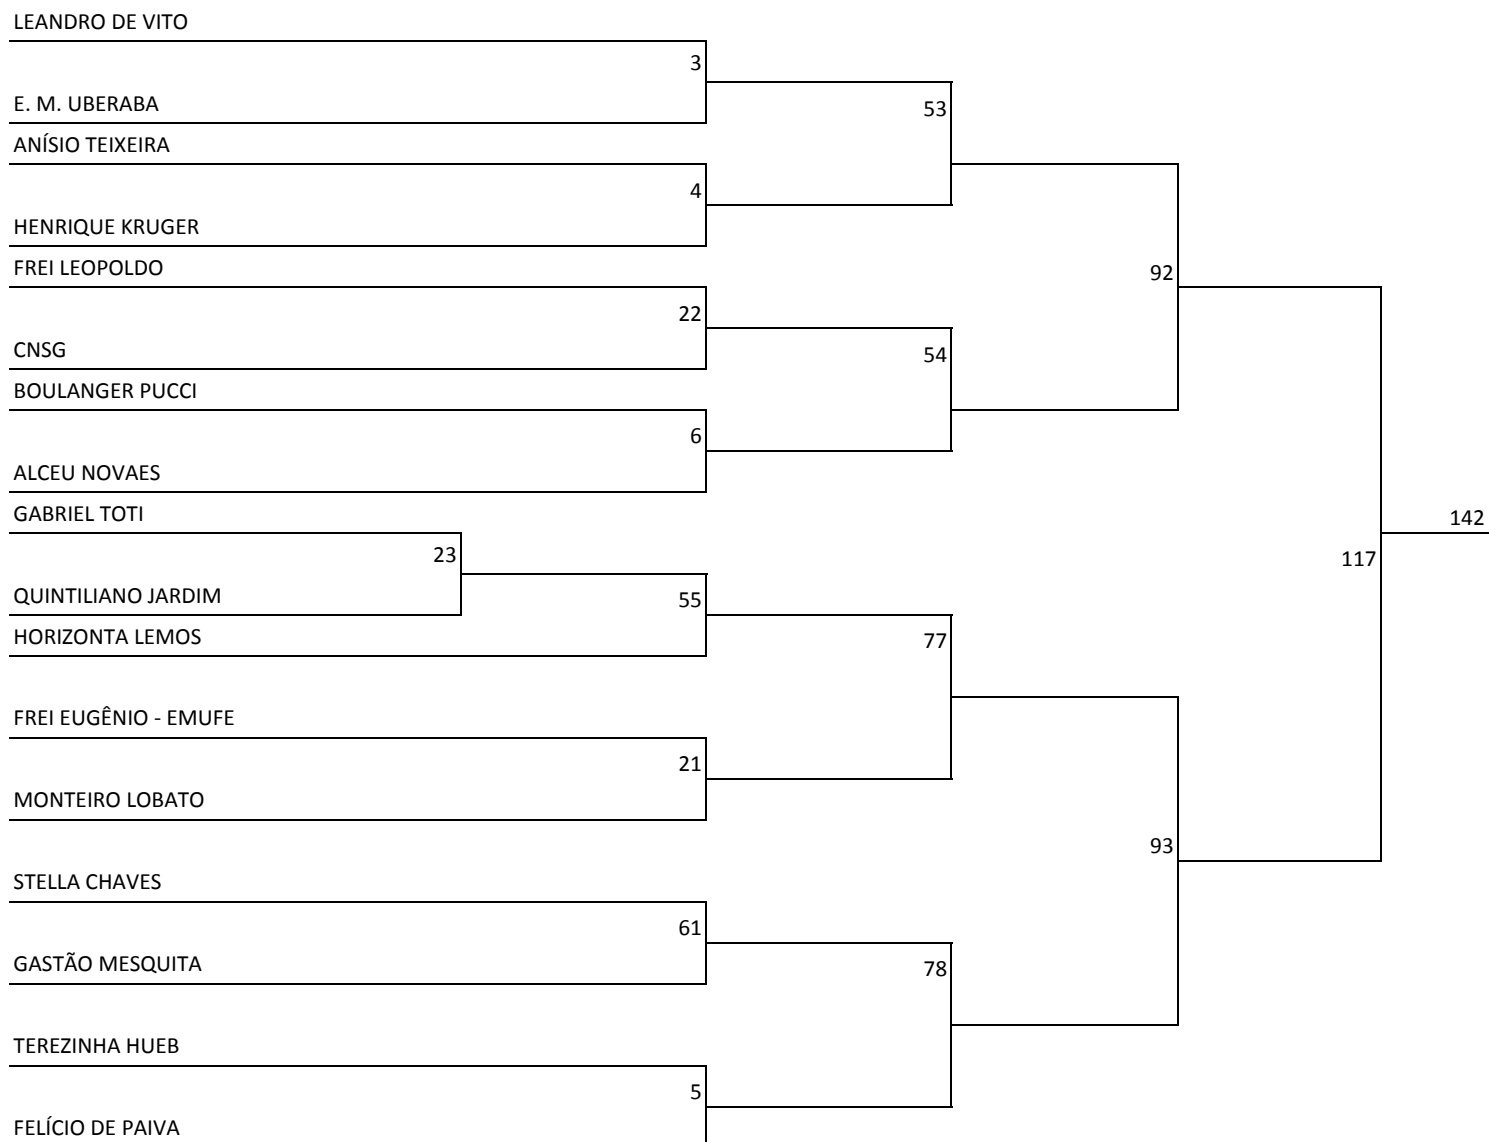 LEANDRO DE VITO
3
E. M. UBERABA
53
ANÍSIO TEIXEIRA
4
HENRIQUE KRUGER
FREI LEOPOLDO
92
22
CNSG
54
BOULANGER PUCCI
6
ALCEU NOVAES
GABRIEL TOTI
142
23
117
QUINTILIANO JARDIM
55
HORIZONTA LEMOS
77
FREI EUGÊNIO - EMUFE
21
MONTEIRO LOBATO
93
STELLA CHAVES
61
GASTÃO MESQUITA
78
TEREZINHA HUEB
5
FELÍCIO DE PAIVA